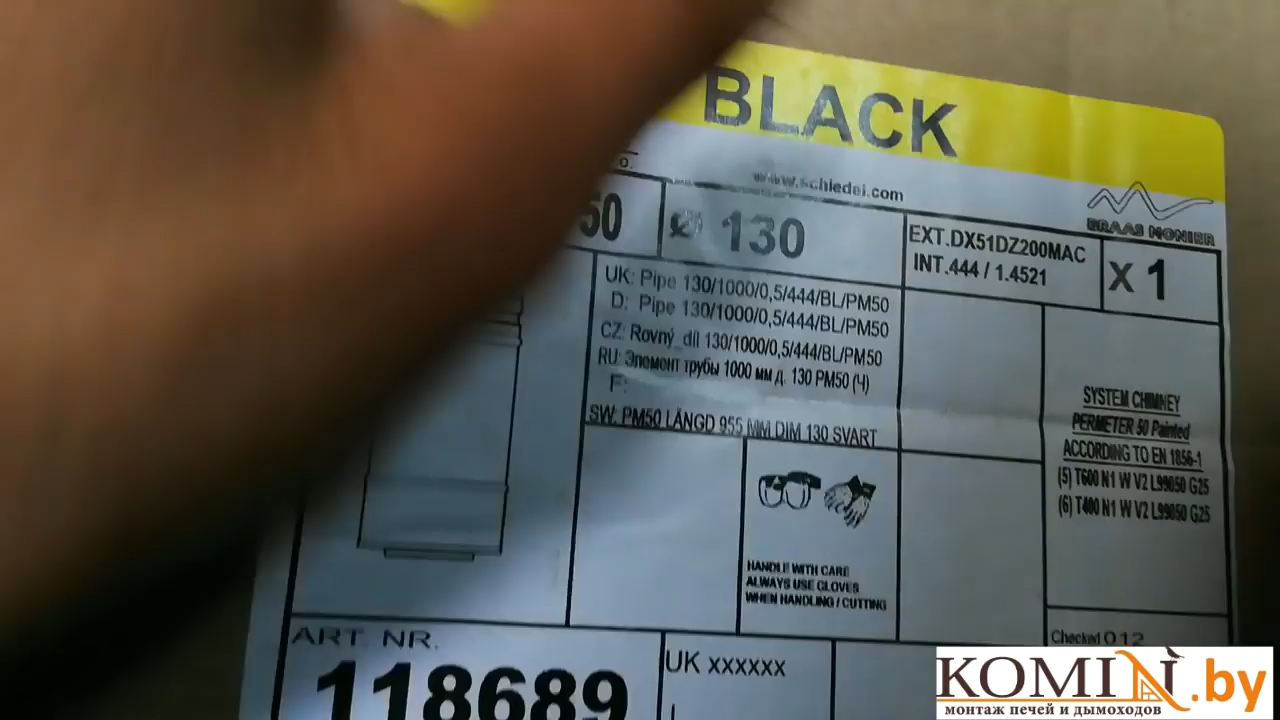 BLACK
www.schiedel.com
BRAAS MONIER
50
Ø 130
EXT.DX51DZ200MAC
INT.444 / 1.4521
X 1
UK: Pipe 130/1000/0,5/444/BL/PM50
D: Pipe 130/1000/0,5/444/BL/PM50
CZ: Rovný_díl 130/1000/0,5/444/BL/PM50
RU: Элемент трубы 1000 мм д. 130 PM50 (Ч)
F:
SW: PM50 LÄNGD 955 MM DIM 130 SVART
SYSTEM CHIMNEY
PERMETER 50 Painted
ACCORDING TO EN 1856-1
(5) T600 N1 W V2 L99050 G25
(6) T400 N1 W V2 L99050 G25
HANDLE WITH CARE
ALWAYS USE GLOVES
WHEN HANDLING / CUTTING
Checked 012
ART NR.
118689
UK xxxxxx
KOMIN.by
монтаж печей и дымоходов